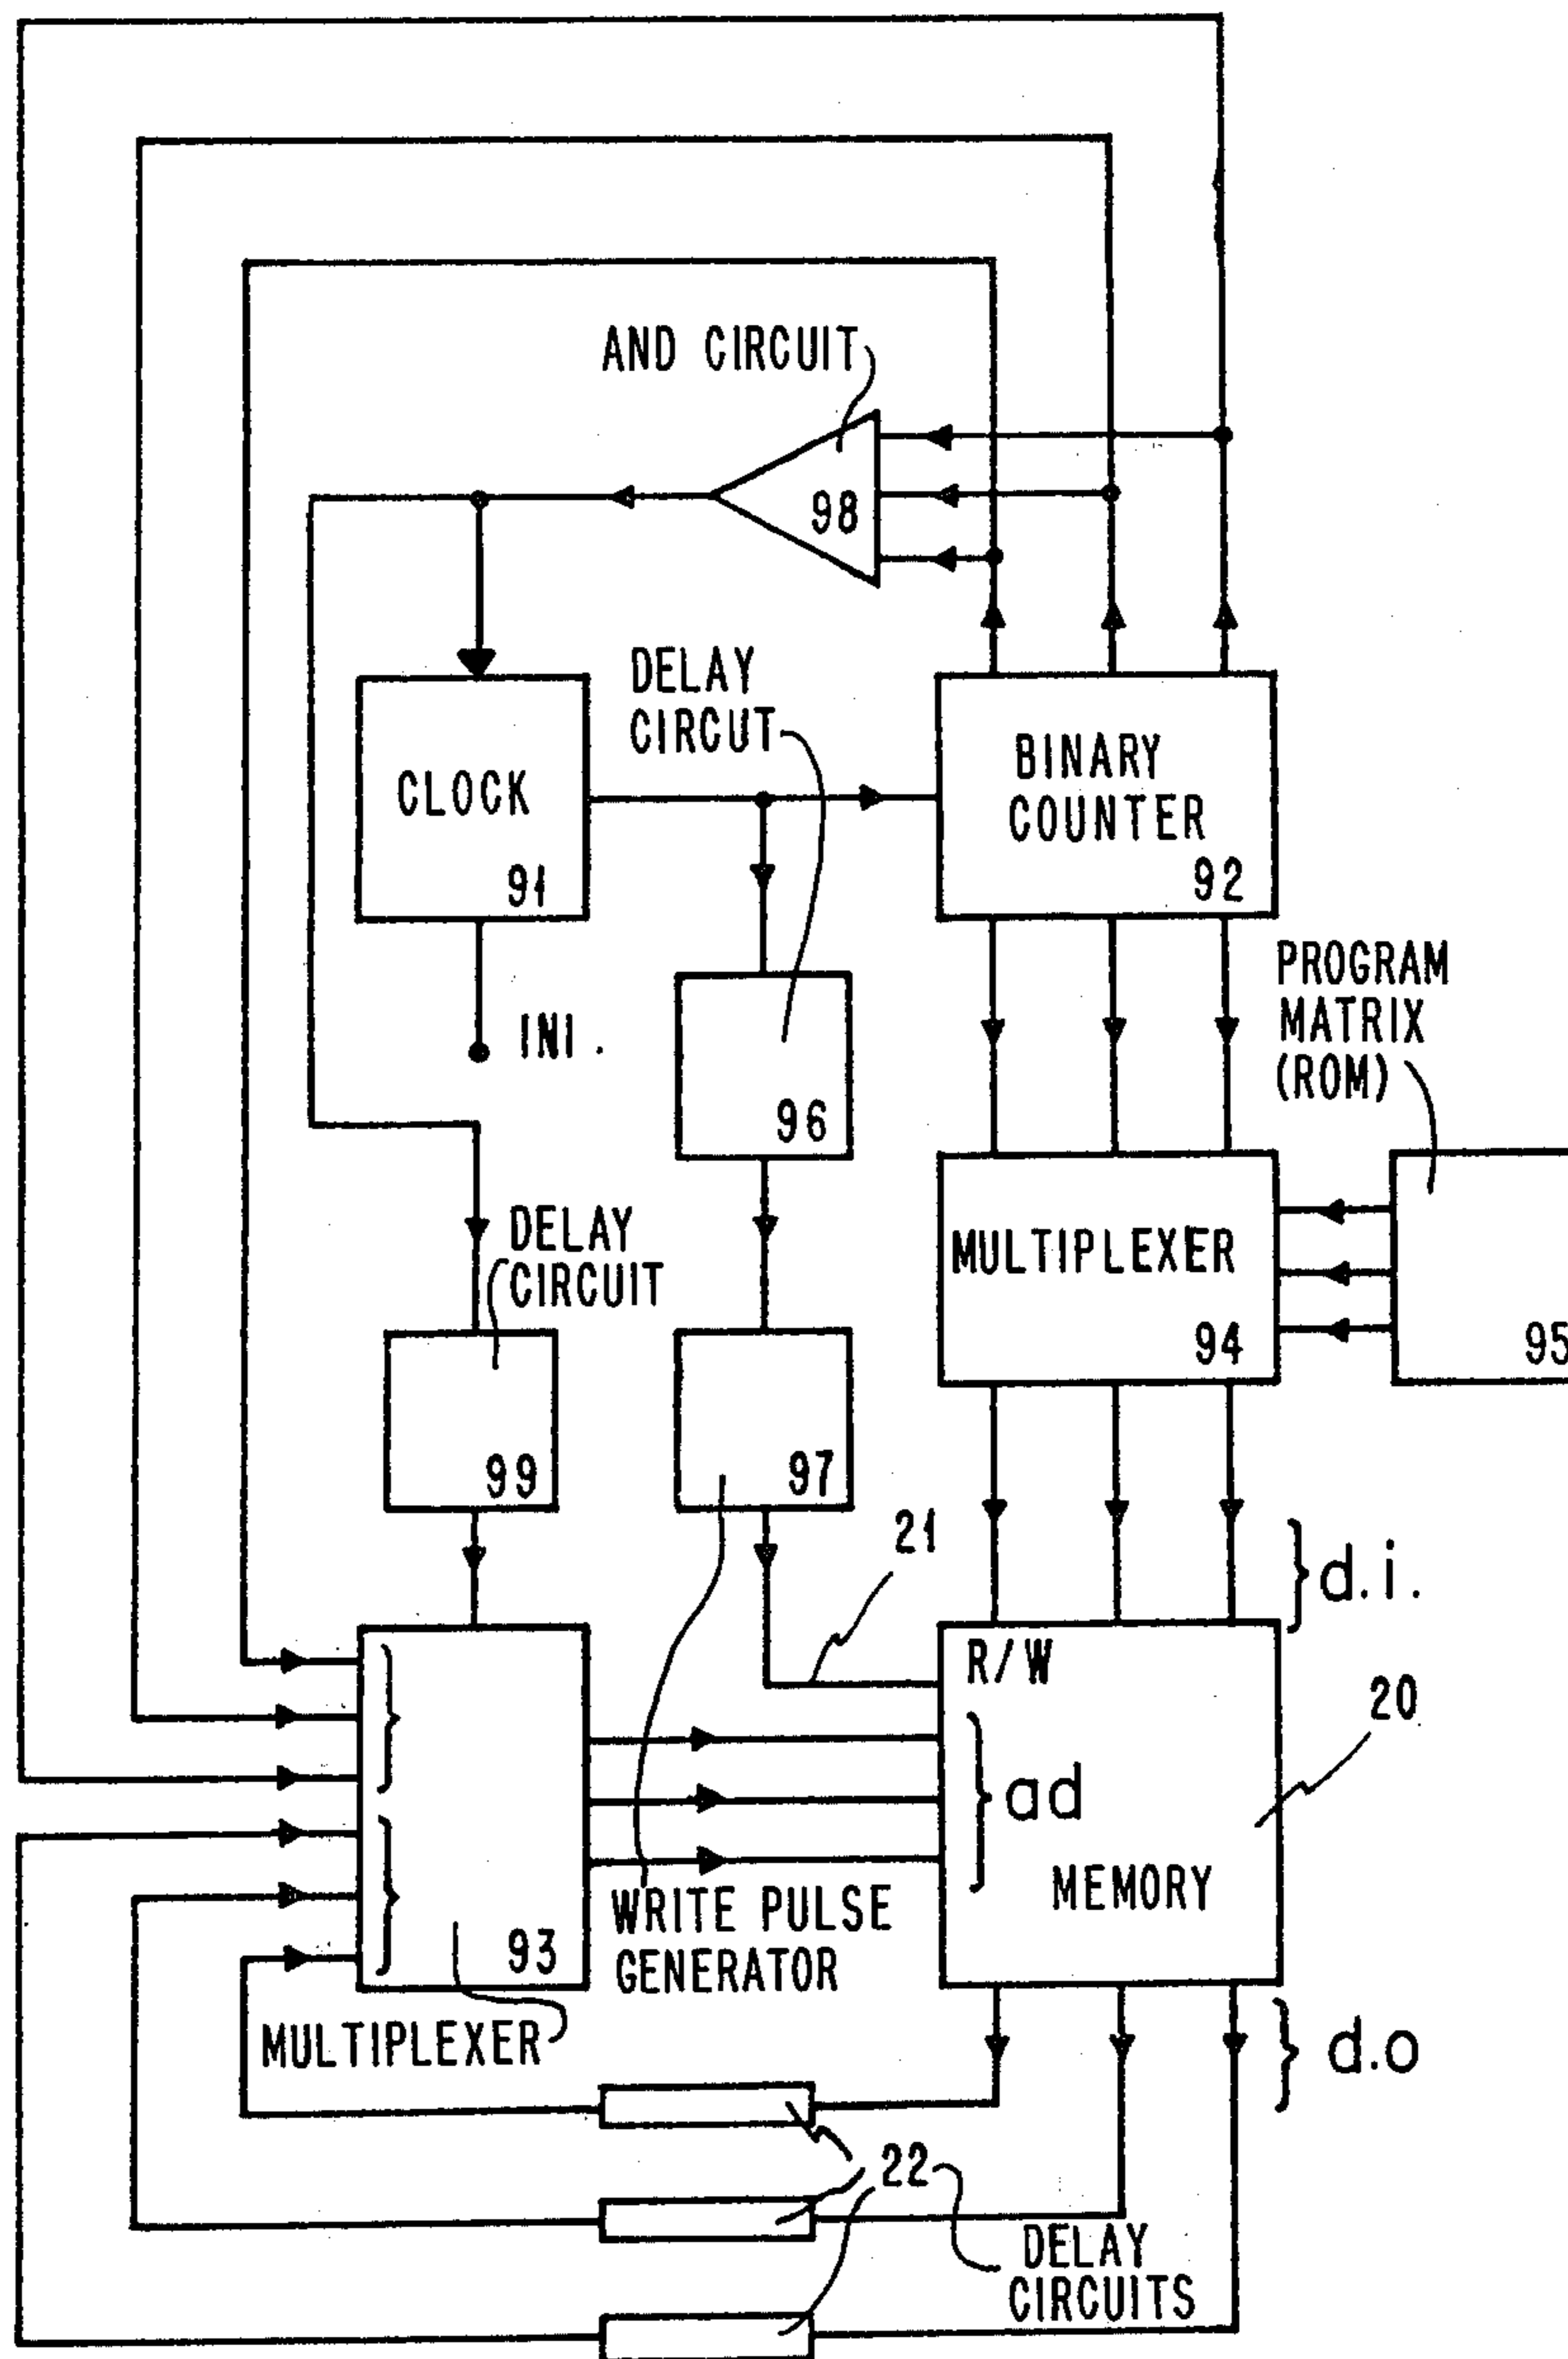 AND CIRCUIT
98
DELAY
CIRCUT
CLOCK
91
BINARY
COUNTER
92
INI.
96
PROGRAM
MATRIX
(ROM)
DELAY
CIRCUIT
MULTIPLEXER
94
95
99
97
21
d.i.
R/W
20
ad
MEMORY
93
WRITE PULSE
GENERATOR
MULTIPLEXER
d.o
22
DELAY
CIRCUITS